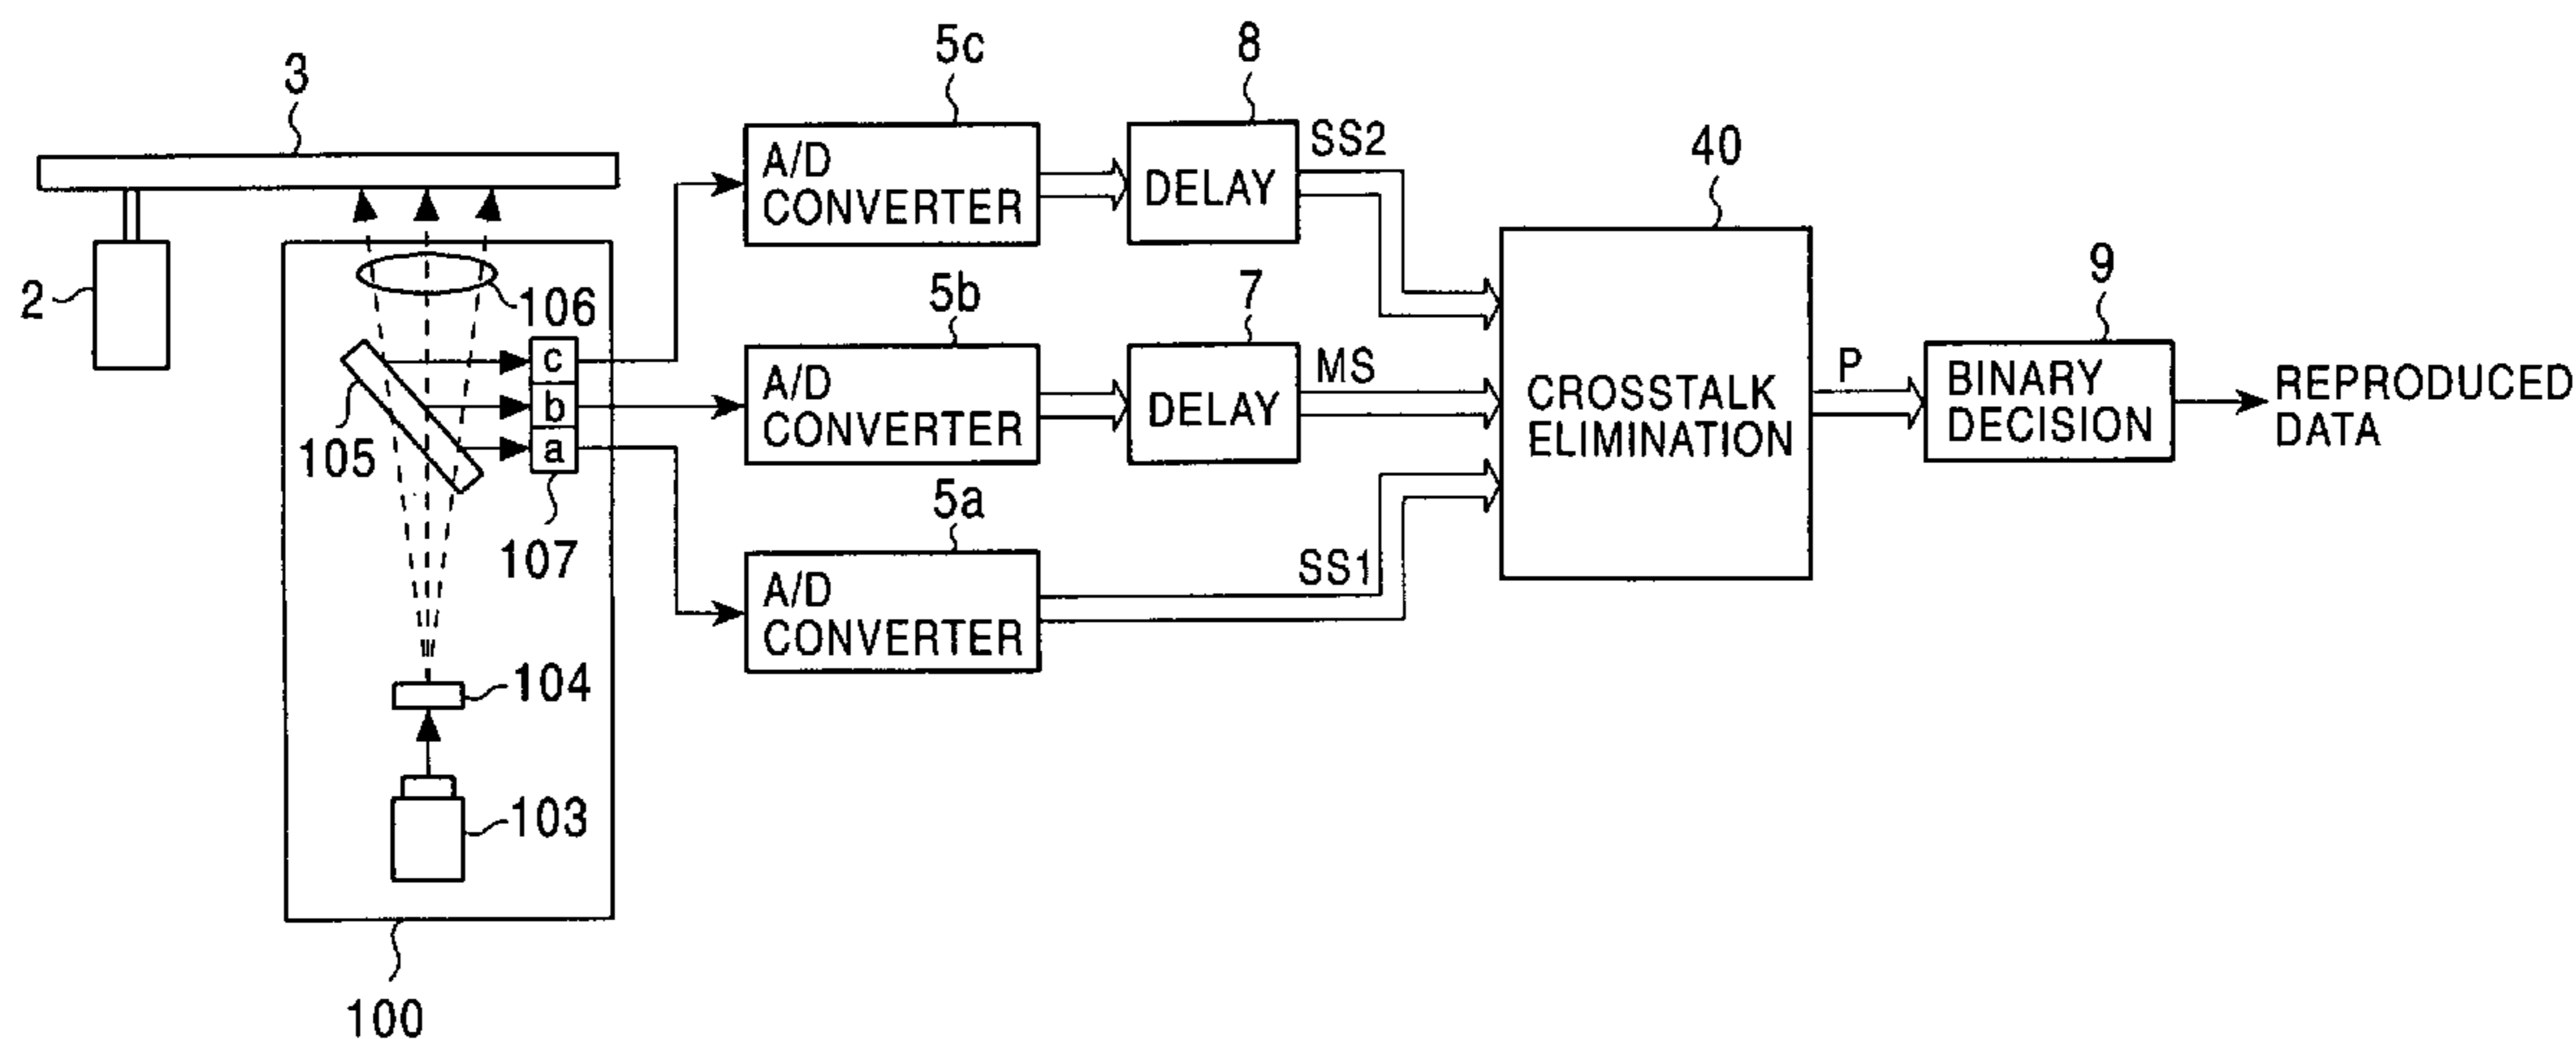 3
2
106
105
c
b
a
107
104
103
100
5c
A/D
CONVERTER
8
DELAY
SS2
5b
A/D
CONVERTER
7
DELAY
MS
5a
A/D
CONVERTER
SS1
40
CROSSTALK
ELIMINATION
P
9
BINARY
DECISION
REPRODUCED
DATA